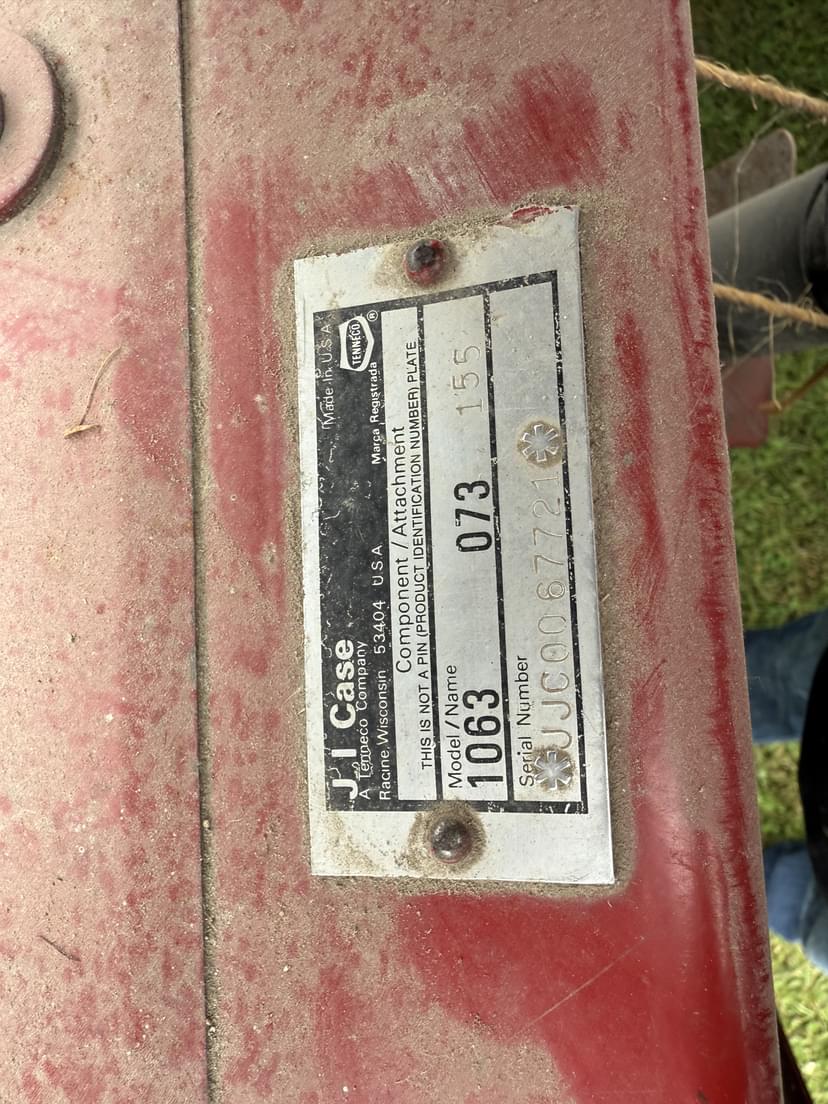 J I Case
A Tenneco Company
Racine Wisconsin 53404 U.S.A
Made In U.S.A
TENNECO
®
Marca Registrada
Component/Attachment
THIS IS NOT A PIN (PRODUCT IDENTIFICATION NUMBER) PLATE
Model/Name
1063 073 155
Serial Number
*JJC0067721*